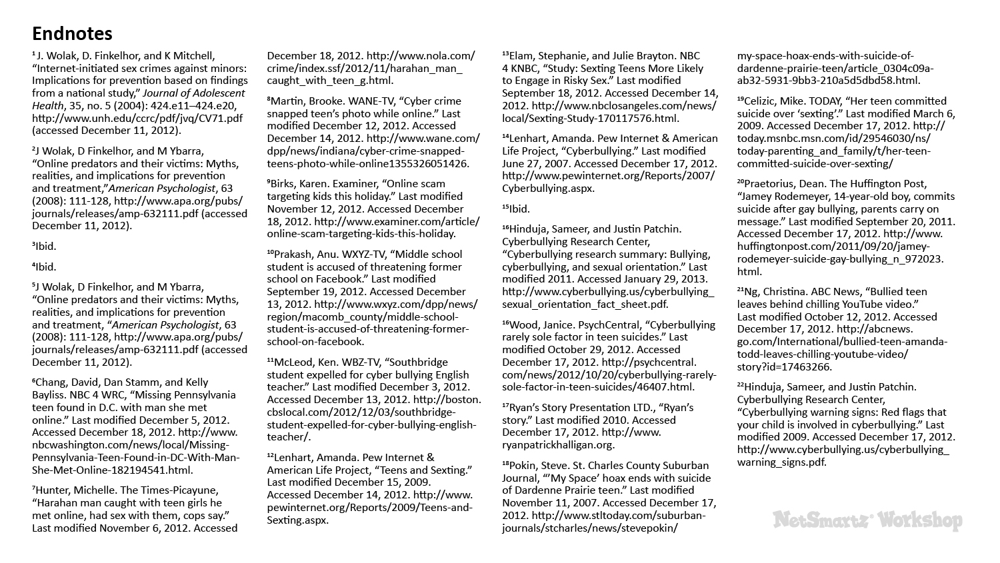 Endnotes
¹ J. Wolak, D. Finkelhor, and K Mitchell,
“Internet-initiated sex crimes against minors:
Implications for prevention based on findings
from a national study,” Journal of Adolescent
Health, 35, no. 5 (2004): 424.e11–424.e20,
http://www.unh.edu/ccrc/pdf/jvq/CV71.pdf
(accessed December 11, 2012).
²J Wolak, D Finkelhor, and M Ybarra,
“Online predators and their victims: Myths,
realities, and implications for prevention
and treatment,”American Psychologist, 63
(2008): 111-128, http://www.apa.org/pubs/
journals/releases/amp-632111.pdf (accessed
December 11, 2012).
³Ibid.
⁴Ibid.
⁵J Wolak, D Finkelhor, and M Ybarra,
“Online predators and their victims: Myths,
realities, and implications for prevention
and treatment, “American Psychologist, 63
(2008): 111-128, http://www.apa.org/pubs/
journals/releases/amp-632111.pdf (accessed
December 11, 2012).
⁶Chang, David, Dan Stamm, and Kelly
Bayliss. NBC 4 WRC, “Missing Pennsylvania
teen found in D.C. with man she met
online.” Last modified December 5, 2012.
Accessed December 18, 2012. http://www.
nbcwashington.com/news/local/Missing-
Pennsylvania-Teen-Found-in-DC-With-Man-
She-Met-Online-182194541.html.
⁷Hunter, Michelle. The Times-Picayune,
“Harahan man caught with teen girls he
met online, had sex with them, cops say.”
Last modified November 6, 2012. Accessed
December 18, 2012. http://www.nola.com/
crime/index.ssf/2012/11/harahan_man_
caught_with_teen_g.html.
⁸Martin, Brooke. WANE-TV, “Cyber crime
snapped teen’s photo while online.” Last
modified December 12, 2012. Accessed
December 14, 2012. http://www.wane.com/
dpp/news/indiana/cyber-crime-snapped-
teens-photo-while-online1355326051426.
⁹Birks, Karen. Examiner, “Online scam
targeting kids this holiday.” Last modified
November 12, 2012. Accessed December
18, 2012. http://www.examiner.com/article/
online-scam-targeting-kids-this-holiday.
¹⁰Prakash, Anu. WXYZ-TV, “Middle school
student is accused of threatening former
school on Facebook.” Last modified
September 19, 2012. Accessed December
13, 2012. http://www.wxyz.com/dpp/news/
region/macomb_county/middle-school-
student-is-accused-of-threatening-former-
school-on-facebook.
¹¹McLeod, Ken. WBZ-TV, “Southbridge
student expelled for cyber bullying English
teacher.” Last modified December 3, 2012.
Accessed December 13, 2012. http://boston.
cbslocal.com/2012/12/03/southbridge-
student-expelled-for-cyber-bullying-english-
teacher/.
¹²Lenhart, Amanda. Pew Internet &
American Life Project, “Teens and Sexting.”
Last modified December 15, 2009.
Accessed December 14, 2012. http://www.
pewinternet.org/Reports/2009/Teens-and-
Sexting.aspx.
¹³Elam, Stephanie, and Julie Brayton. NBC
4 KNBC, “Study: Sexting Teens More Likely
to Engage in Risky Sex.” Last modified
September 18, 2012. Accessed December 14,
2012. http://www.nbclosangeles.com/news/
local/Sexting-Study-170117576.html.
¹⁴Lenhart, Amanda. Pew Internet & American
Life Project, “Cyberbullying.” Last modified
June 27, 2007. Accessed December 17, 2012.
http://www.pewinternet.org/Reports/2007/
Cyberbullying.aspx.
¹⁵Ibid.
¹⁶Hinduja, Sameer, and Justin Patchin.
Cyberbullying Research Center,
“Cyberbullying research summary: Bullying,
cyberbullying, and sexual orientation.” Last
modified 2011. Accessed January 29, 2013.
http://www.cyberbullying.us/cyberbullying_
sexual_orientation_fact_sheet.pdf.
¹⁶Wood, Janice. PsychCentral, “Cyberbullying
rarely sole factor in teen suicides.” Last
modified October 29, 2012. Accessed
December 17, 2012. http://psychcentral.
com/news/2012/10/20/cyberbullying-rarely-
sole-factor-in-teen-suicides/46407.html.
¹⁷Ryan’s Story Presentation LTD., “Ryan’s
story.” Last modified 2010. Accessed
December 17, 2012. http://www.
ryanpatrickhalligan.org.
¹⁸Pokin, Steve. St. Charles County Suburban
Journal, “’My Space’ hoax ends with suicide
of Dardenne Prairie teen.” Last modified
November 11, 2007. Accessed December 17,
2012. http://www.stltoday.com/suburban-
journals/stcharles/news/stevepokin/
my-space-hoax-ends-with-suicide-of-
dardenne-prairie-teen/article_0304c09a-
ab32-5931-9bb3-210a5d5dbd58.html.
¹⁹Celizic, Mike. TODAY, “Her teen committed
suicide over ‘sexting’.” Last modified March 6,
2009. Accessed December 17, 2012. http://
today.msnbc.msn.com/id/29546030/ns/
today-parenting_and_family/t/her-teen-
committed-suicide-over-sexting/
²⁰Praetorius, Dean. The Huffington Post,
“Jamey Rodemeyer, 14-year-old boy, commits
suicide after gay bullying, parents carry on
message.” Last modified September 20, 2011.
Accessed December 17, 2012. http://www.
huffingtonpost.com/2011/09/20/jamey-
rodemeyer-suicide-gay-bullying_n_972023.
html.
²¹Ng, Christina. ABC News, “Bullied teen
leaves behind chilling YouTube video.”
Last modified October 12, 2012. Accessed
December 17, 2012. http://abcnews.
go.com/International/bullied-teen-amanda-
todd-leaves-chilling-youtube-video/
story?id=17463266.
²²Hinduja, Sameer, and Justin Patchin.
Cyberbullying Research Center,
“Cyberbullying warning signs: Red flags that
your child is involved in cyberbullying.” Last
modified 2009. Accessed December 17, 2012.
http://www.cyberbullying.us/cyberbullying_
warning_signs.pdf.
NetSmartz® Workshop